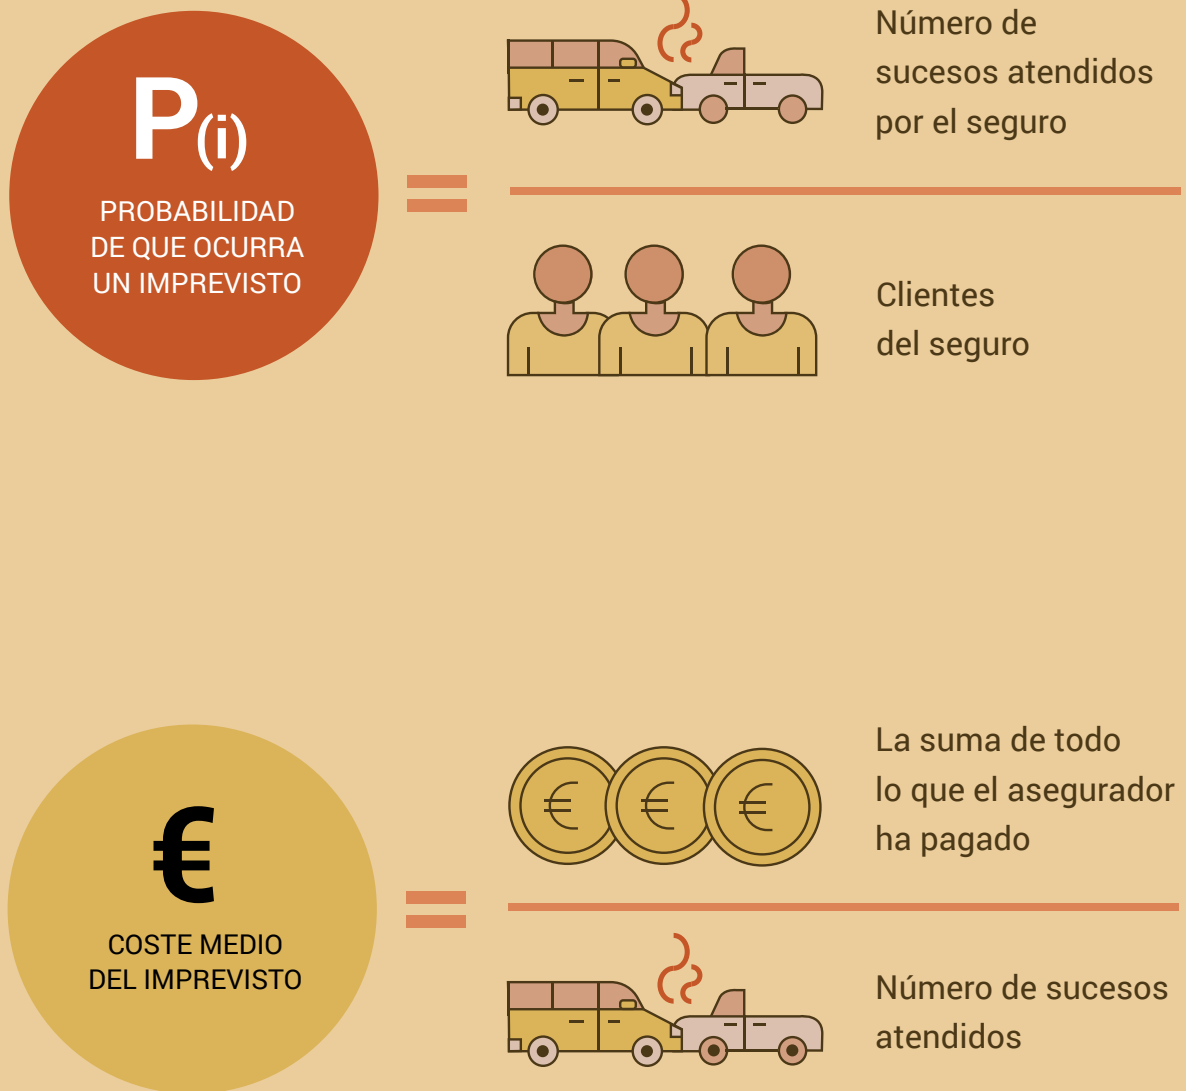 P(i)
PROBABILIDAD
DE QUE OCURRA
UN IMPREVISTO
=
Número de
sucesos atendidos
por el seguro
Clientes
del seguro
€
COSTE MEDIO
DEL IMPREVISTO
=
€ € €
La suma de todo
lo que el asegurador
ha pagado
Número de sucesos
atendidos